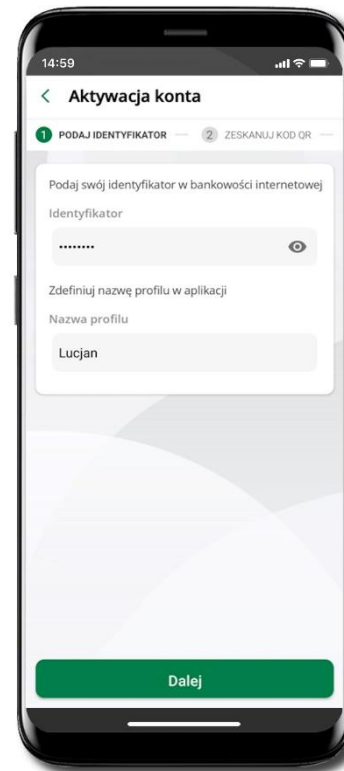 14:59
Aktywacja konta
1 PODAJ IDENTYFIKATOR 2 ZESKANUJ KOD QR
Podaj swój identyfikator w bankowości internetowej
Identyfikator
••••••••
Zdefiniuj nazwę profilu w aplikacji
Nazwa profilu
Lucjan
Dalej